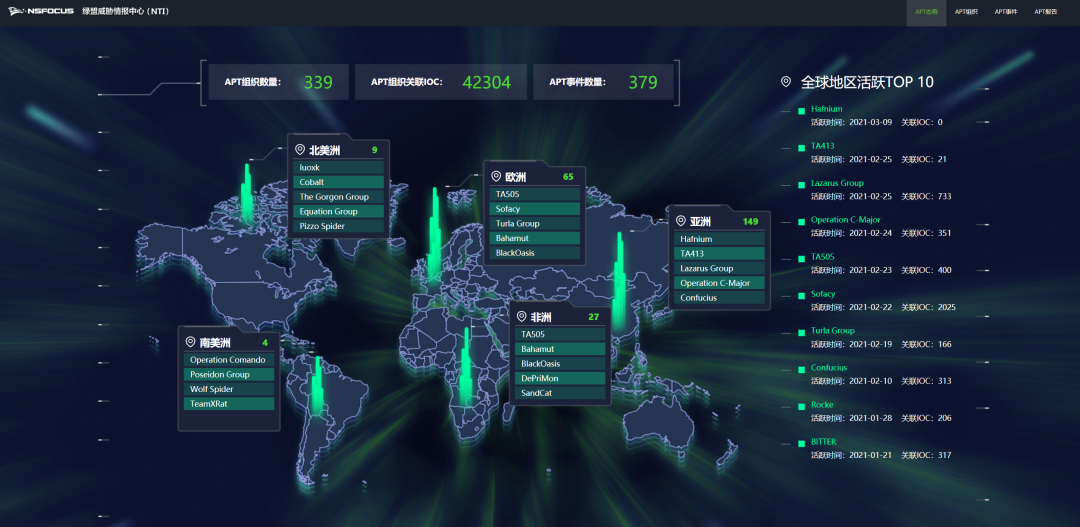 NSFOCUS 绿盟威胁情报中心（NTI）
APT态势 APT组织 APT事件 APT报告
APT组织数量： 339 APT组织关联IOC： 42304 APT事件数量： 379
北美洲 9
luoxk
Cobalt
The Gorgon Group
Equation Group
Pizzo Spider
欧洲 65
TA505
Sofacy
Turla Group
Bahamut
BlackOasis
亚洲 149
Hafnium
TA413
Lazarus Group
Operation C-Major
Confucius
南美洲 4
Operation Comando
Poseidon Group
Wolf Spider
TeamXRat
非洲 27
TA505
Bahamut
BlackOasis
DePriMon
SandCat
全球地区活跃TOP 10
Hafnium
活跃时间：2021-03-09 关联IOC：0
TA413
活跃时间：2021-02-25 关联IOC：21
Lazarus Group
活跃时间：2021-02-25 关联IOC：733
Operation C-Major
活跃时间：2021-02-24 关联IOC：351
TA505
活跃时间：2021-02-23 关联IOC：400
Sofacy
活跃时间：2021-02-22 关联IOC：2025
Turla Group
活跃时间：2021-02-19 关联IOC：166
Confucius
活跃时间：2021-02-10 关联IOC：313
Rocke
活跃时间：2021-01-28 关联IOC：206
BITTER
活跃时间：2021-01-21 关联IOC：317